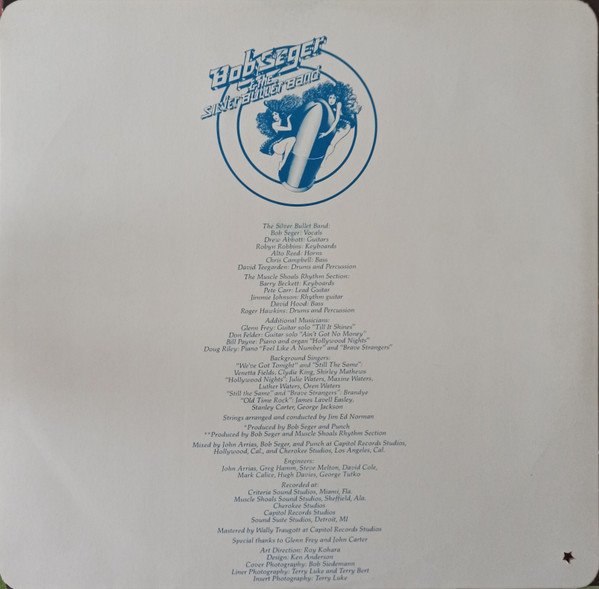 Bob Seger
& the
Silver Bullet Band
The Silver Bullet Band:
Bob Seger: Vocals
Drew Abbott: Guitars
Robyn Robbins: Keyboards
Alto Reed: Horns
Chris Campbell: Bass
David Teegarden: Drums and Percussion
The Muscle Shoals Rhythm Section:
Barry Beckett: Keyboards
Pete Carr: Lead Guitar
Jimmie Johnson: Rhythm guitar
David Hood: Bass
Roger Hawkins: Drums and Percussion
Additional Musicians:
Glenn Frey: Guitar solo "Till It Shines"
Don Felder: Guitar solo "Ain't Got No Money"
Bill Payne: Piano and organ "Hollywood Nights"
Doug Riley: Piano "Feel Like A Number" and "Brave Strangers"
Background Singers:
"We've Got Tonight" and "Still The Same":
Venetta Fields, Clydie King, Shirley Mathews
"Hollywood Nights": Julie Waters, Maxine Waters,
Luther Waters, Oren Waters
"Still the Same" and "Brave Strangers": Brandye
"Old Time Rock": James Lavell Easley,
Stanley Carter, George Jackson
Strings arranged and conducted by Jim Ed Norman
*Produced by Bob Seger and Punch
**Produced by Bob Seger and Muscle Shoals Rhythm Section
Mixed by John Arrias, Bob Seger, and Punch at Capitol Records Studios,
Hollywood, Cal., and Cherokee Studios, Los Angeles, Cal.
Engineers:
John Arrias, Greg Hamm, Steve Melton, David Cole,
Mark Calice, Hugh Davies, George Tutko
Recorded at:
Criteria Sound Studios, Miami, Fla.
Muscle Shoals Sound Studios, Sheffield, Ala.
Cherokee Studios
Capitol Records Studios
Sound Suite Studios, Detroit, MI
Mastered by Wally Traugott at Capitol Records Studios
Special thanks to Glenn Frey and John Carter
Art Direction: Roy Kohara
Design: Ken Anderson
Cover Photography: Bob Siedemann
Liner Photography: Terry Luke and Terry Bert
Insert Photography: Terry Luke